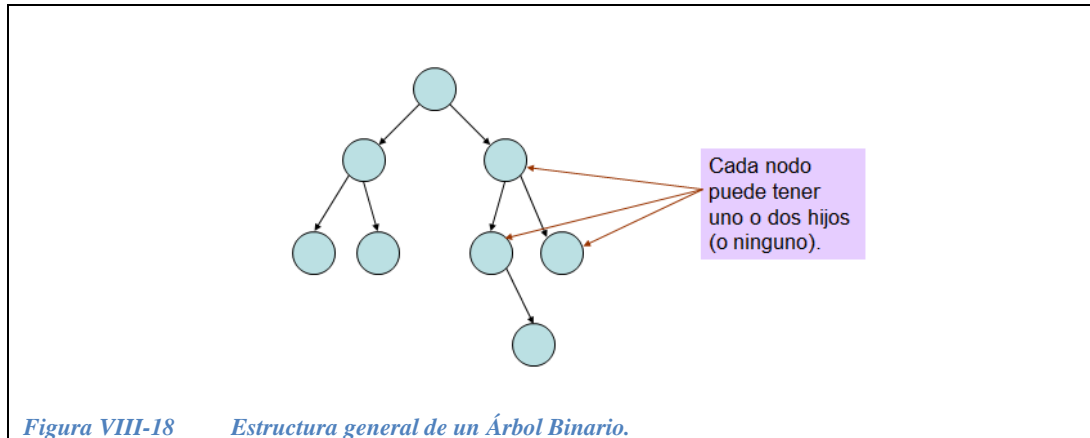 Cada nodo
puede tener
uno o dos hijos
(o ninguno).
Figura VIII-18 Estructura general de un Árbol Binario.